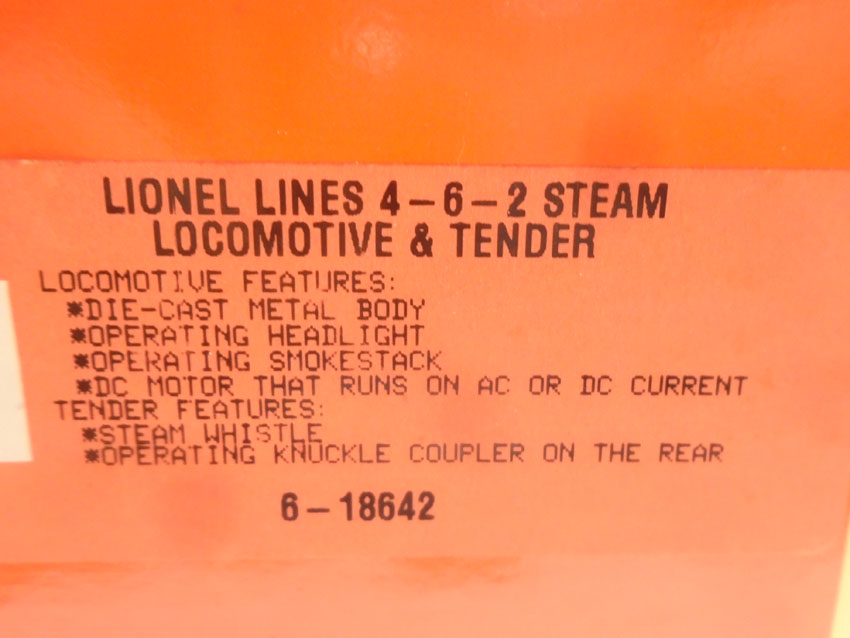 LIONEL LINES 4-6-2 STEAM
LOCOMOTIVE & TENDER
LOCOMOTIVE FEATURES:
*DIE-CAST METAL BODY
*OPERATING HEADLIGHT
*OPERATING SMOKESTACK
*DC MOTOR THAT RUNS ON AC OR DC CURRENT
TENDER FEATURES:
*STEAM WHISTLE
*OPERATING KNUCKLE COUPLER ON THE REAR
6-18642